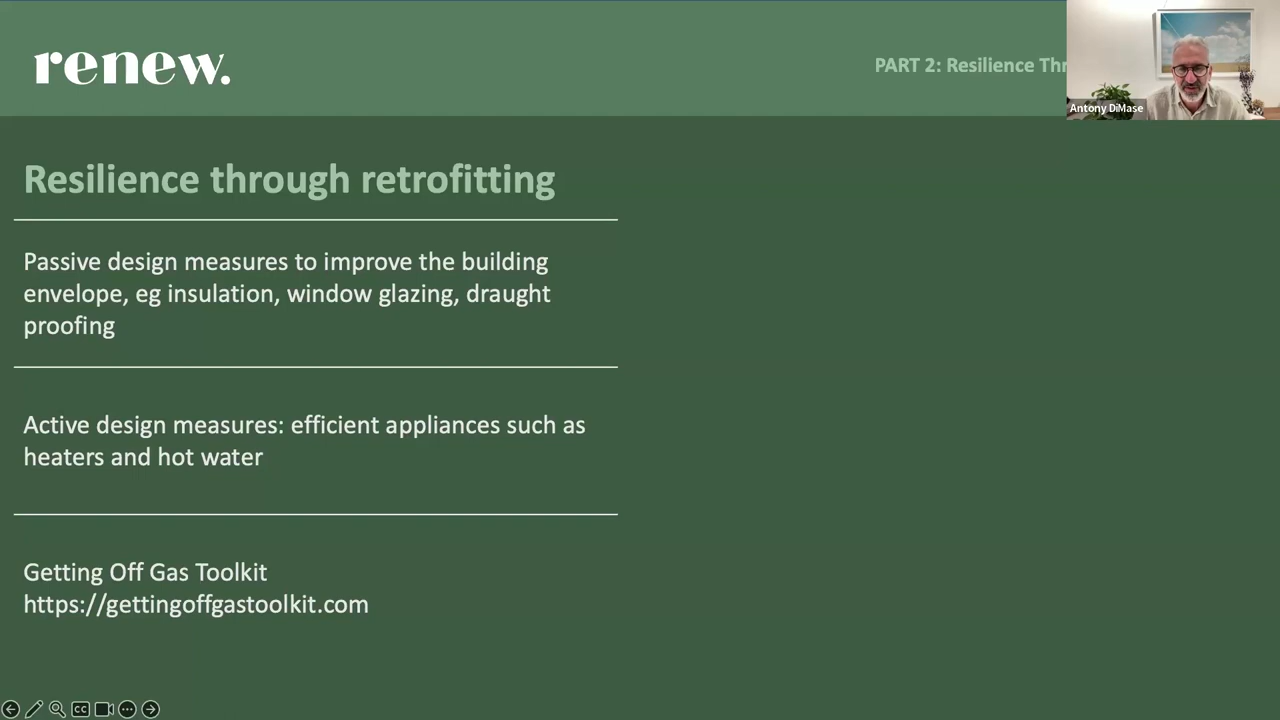 renew.
PART 2: Resilience
Antony DiMase
Resilience through retrofitting
Passive design measures to improve the building
envelope, eg insulation, window glazing, draught
proofing
Active design measures: efficient appliances such as
heaters and hot water
Getting Off Gas Toolkit
https://gettingoffgastoolkit.com
CC